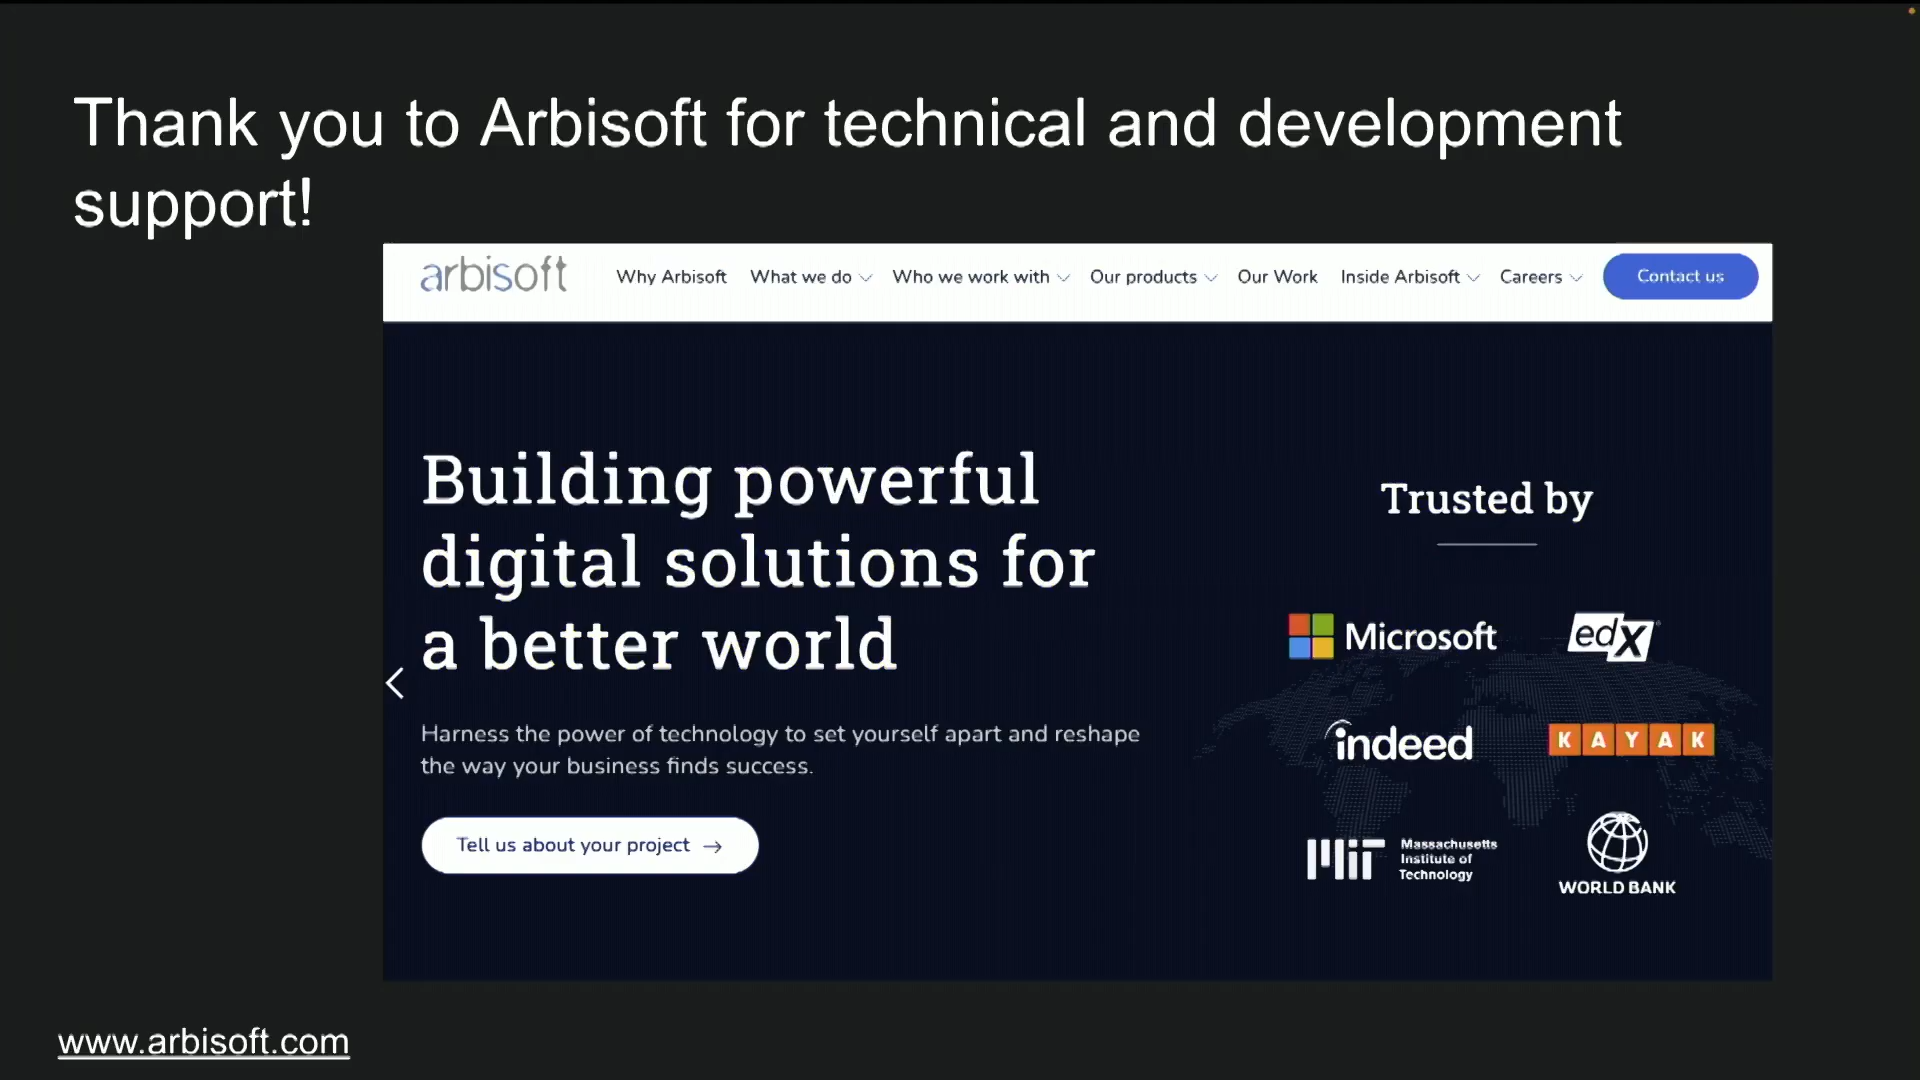 Thank you to Arbisoft for technical and development
support!
arbisoft
Why Arbisoft What we do Who we work with Our products Our Work Inside Arbisoft Careers Contact us
Building powerful
digital solutions for
a better world
Harness the power of technology to set yourself apart and reshape
the way your business finds success.
Tell us about your project →
Trusted by
Microsoft
edX
indeed
KAYAK
MIT
Massachusetts
Institute of
Technology
WORLD BANK
www.arbisoft.com